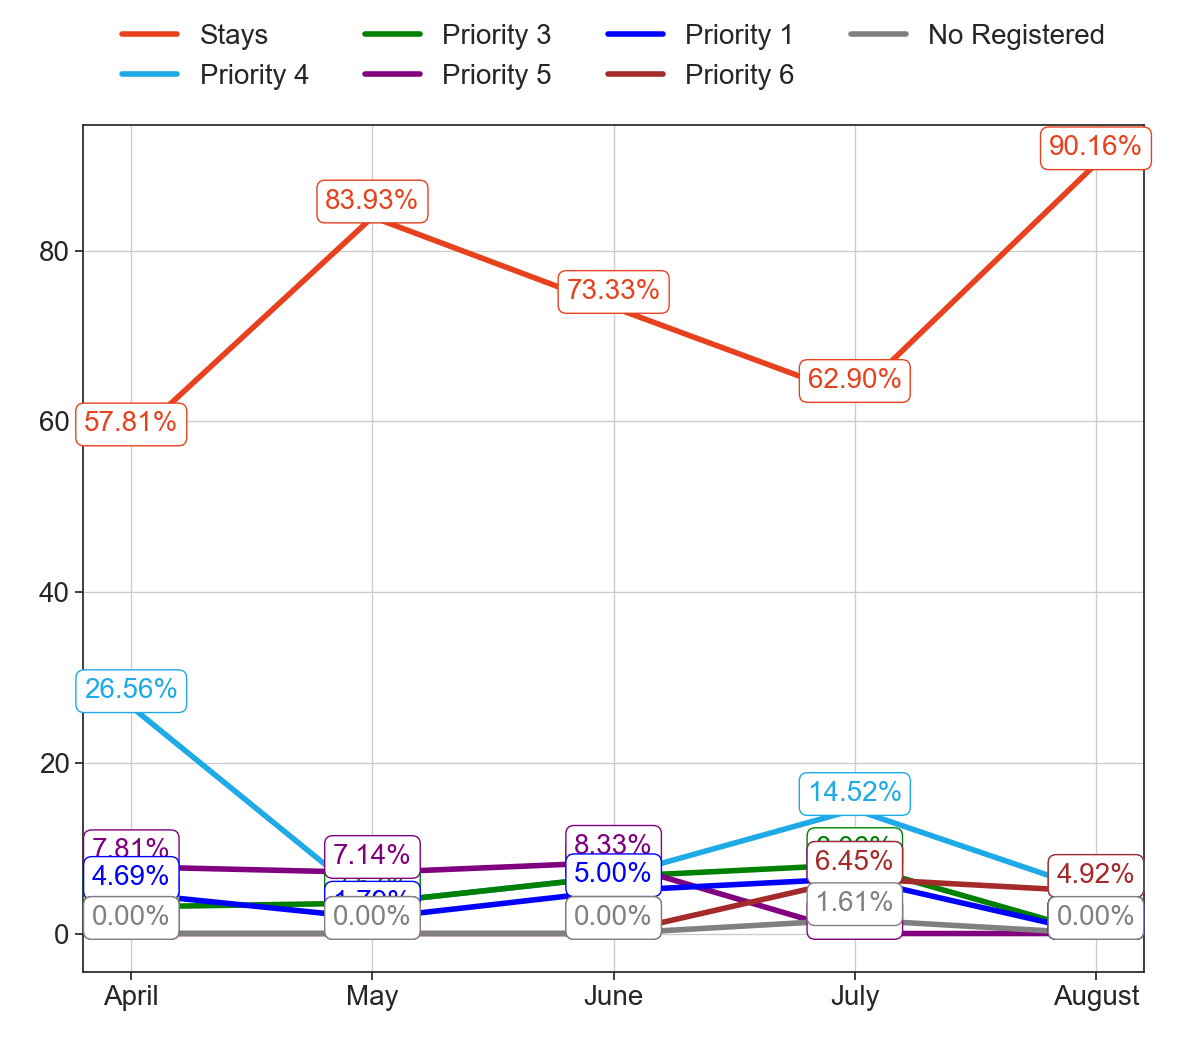 Stays Priority 3 Priority 1 No Registered
Priority 4 Priority 5 Priority 6
90.16%
83.93%
80
73.33%
62.90%
60 57.81%
40
26.56%
20
14.52%
7.81% 7.14% 8.33%
4.69% 5.00% 6.45% 4.92%
1.61%
0.00% 0.00% 0.00% 0.00%
0
April May June July August